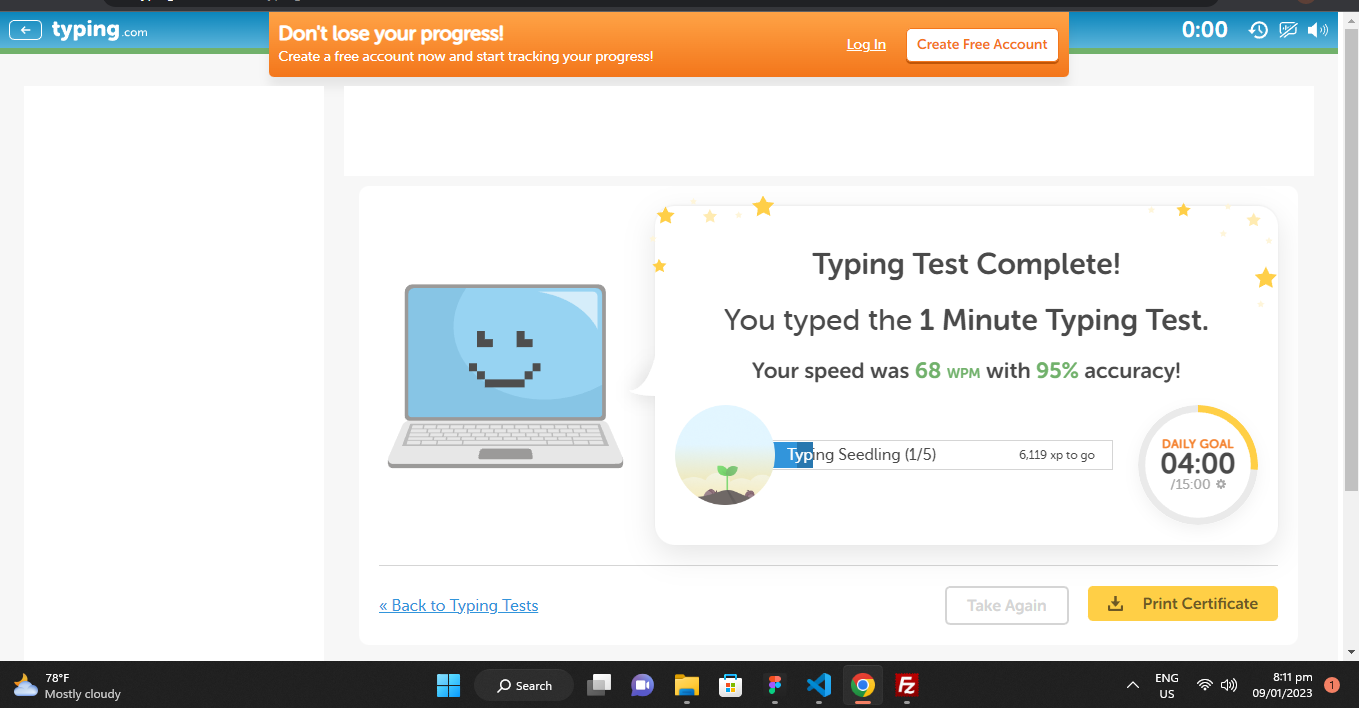 typing.com
Don't lose your progress!
Create a free account now and start tracking your progress!
Log In
Create Free Account
0:00
Typing Test Complete!
You typed the 1 Minute Typing Test.
Your speed was 68 WPM with 95% accuracy!
Typing Seedling (1/5)
6,119 xp to go
DAILY GOAL
04:00
/15:00
« Back to Typing Tests
Take Again
Print Certificate
78°F
Mostly cloudy
Search
ENG
US
8:11 pm
09/01/2023
1